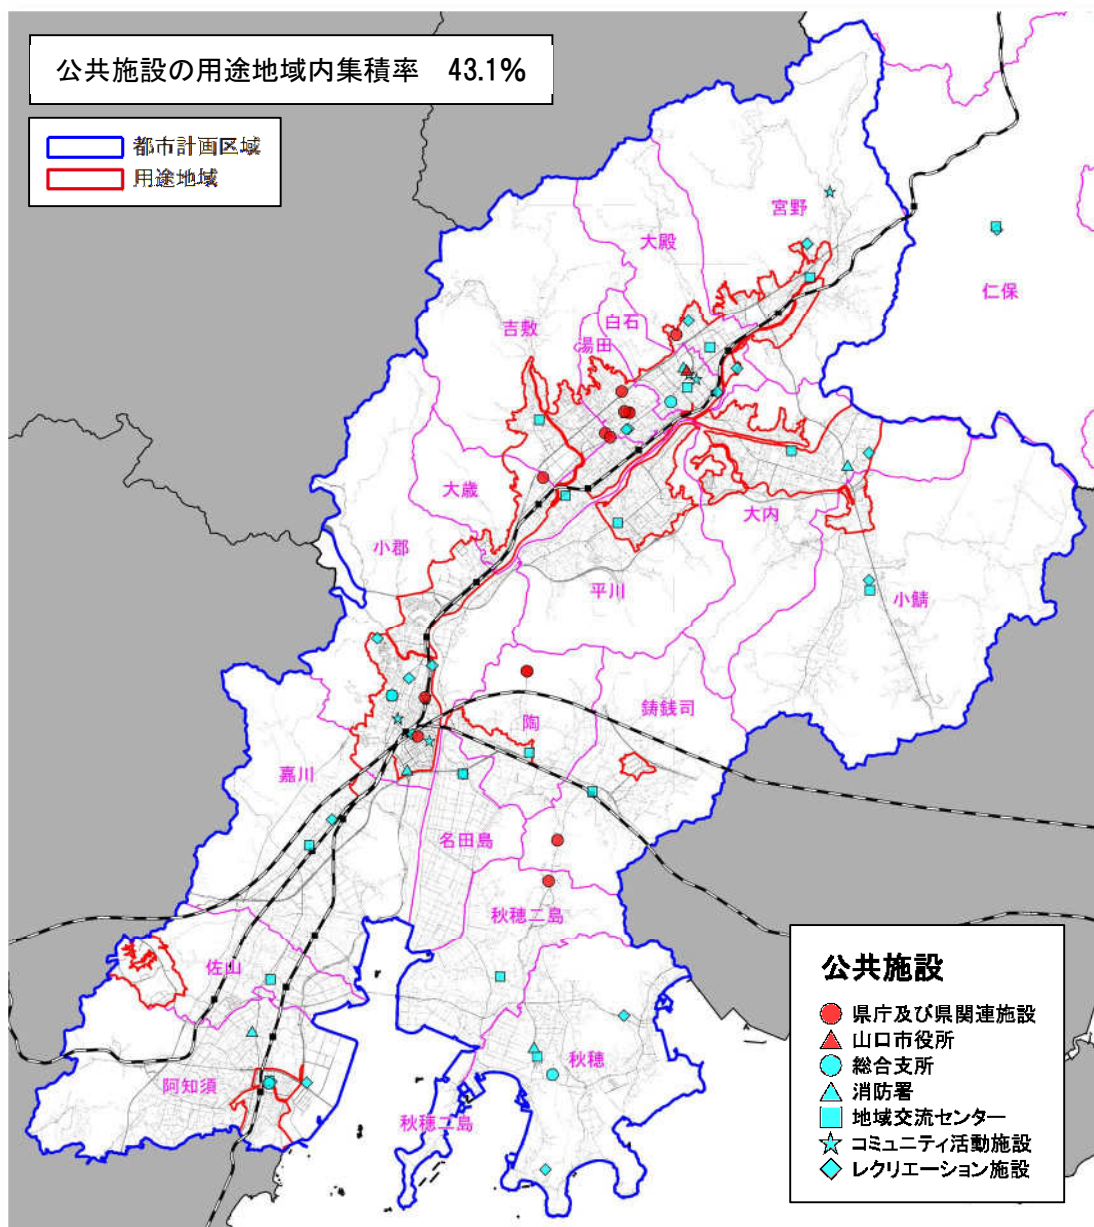 公共施設の用途地域内集積率 43.1%
都市計画区域
用途地域
宮野
大殿
仁保
白石
吉敷
湯田
大歳
大内
小郡
平川
小鯖
鋳銭司
陶
嘉川
名田島
秋穂二島
佐山
秋穂
阿知須
秋穂二島
公共施設
県庁及び県関連施設
山口市役所
総合支所
消防署
地域交流センター
コミュニティ活動施設
レクリエーション施設